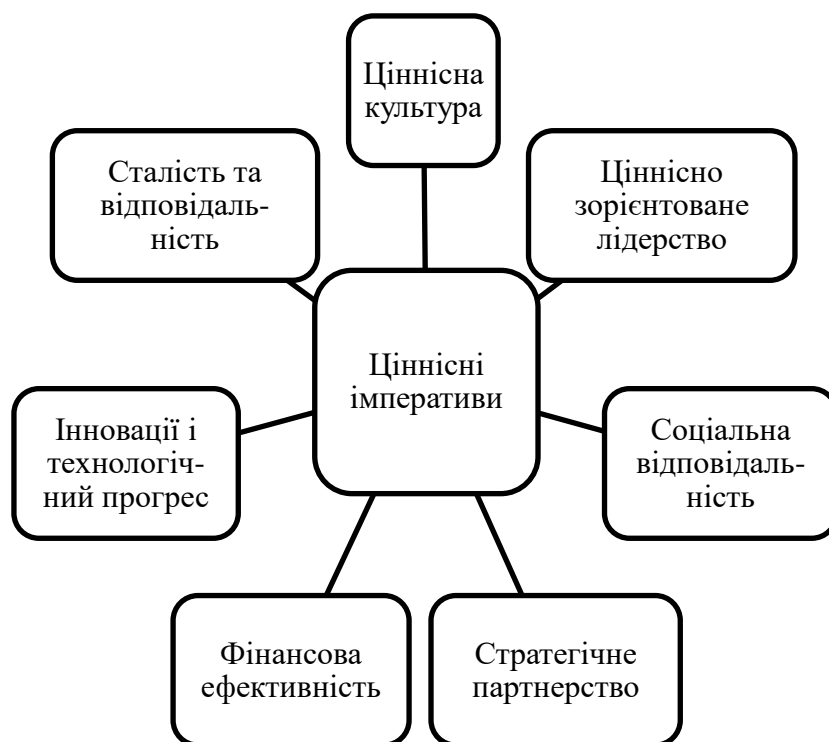 Ціннісна
культура
Сталість та
відповідаль-
ність
Ціннісно
зорієнтоване
лідерство
Ціннісні
імперативи
Інновації і
технологіч-
ний прогрес
Соціальна
відповідаль-
ність
Фінансова
ефективність
Стратегічне
партнерство